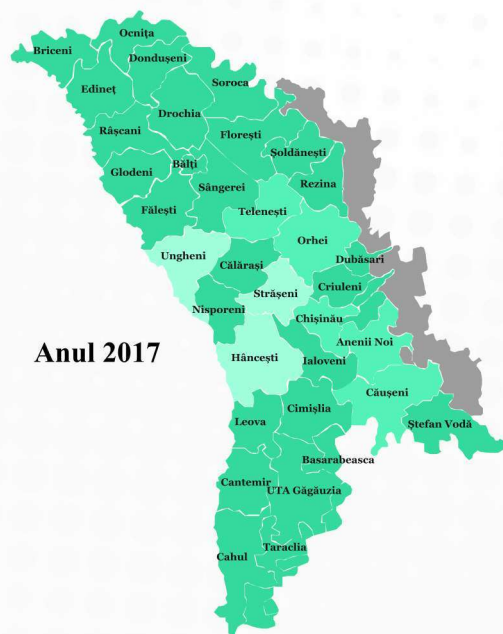 Ocnița
Briceni
Dondușeni
Soroca
Edineț
Drochia
Râșcani
Florești
Șoldănești
Bălți
Glodeni
Sângerei
Rezina
Fălești
Telenești
Orhei
Ungheni
Dubăsari
Călărași
Criuleni
Strășeni
Nisporeni
Chișinău
Anenii Noi
Anul 2017
Hâncești
Ialoveni
Căușeni
Cimișlia
Leova
Ștefan Vodă
Basarabeasca
Cantemir
UTA Găgăuzia
Taraclia
Cahul